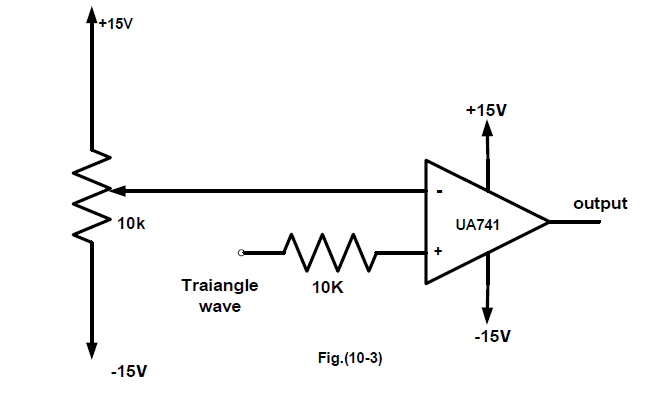 +15V
+15V
-
output
10k
UA741
+
Traiangle
wave
10K
-15V
Fig.(10-3)
-15V